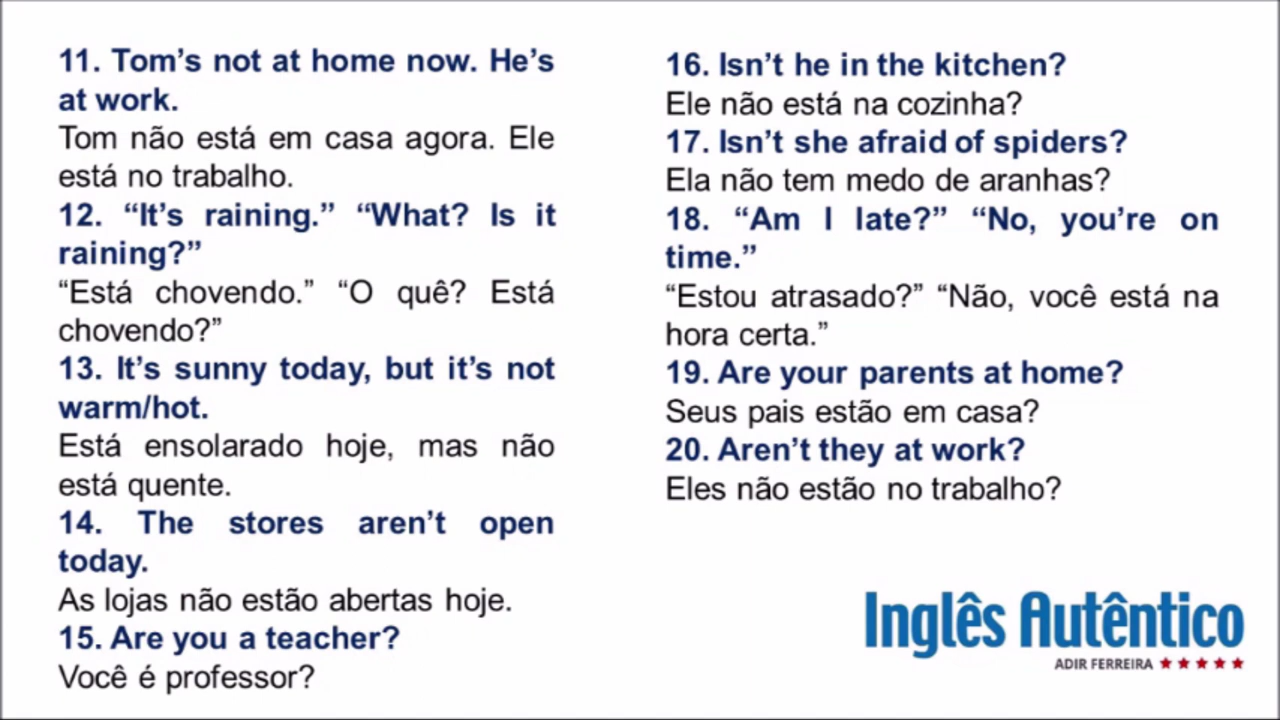 11. Tom’s not at home now. He’s
at work.
Tom não está em casa agora. Ele
está no trabalho.
12. “It’s raining.” “What? Is it
raining?”
“Está chovendo.” “O quê? Está
chovendo?”
13. It’s sunny today, but it’s not
warm/hot.
Está ensolarado hoje, mas não
está quente.
14. The stores aren’t open
today.
As lojas não estão abertas hoje.
15. Are you a teacher?
Você é professor?
16. Isn’t he in the kitchen?
Ele não está na cozinha?
17. Isn’t she afraid of spiders?
Ela não tem medo de aranhas?
18. “Am I late?” “No, you’re on
time.”
“Estou atrasado?” “Não, você está na
hora certa.”
19. Are your parents at home?
Seus pais estão em casa?
20. Aren’t they at work?
Eles não estão no trabalho?
Inglês Autêntico
ADIR FERREIRA ★★★★★